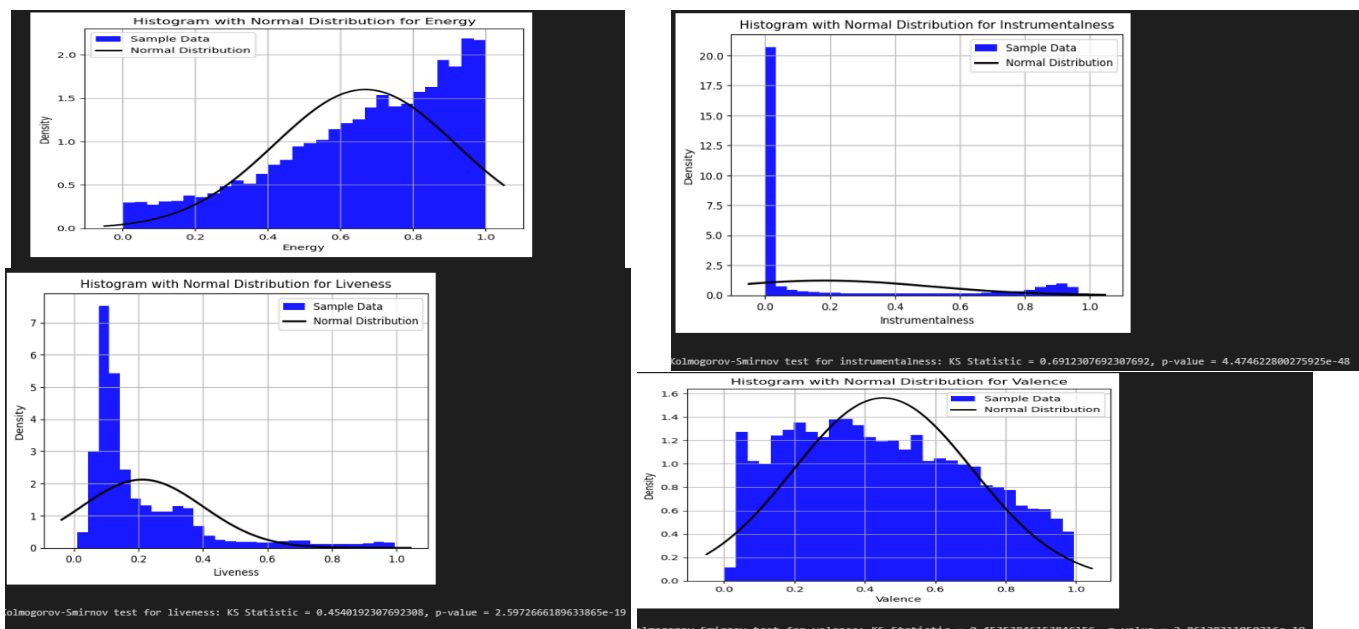 Histogram with Normal Distribution for Energy
Sample Data
Normal Distribution
Density
2.0
1.5
1.0
0.5
0.0
0.0 0.2 0.4 0.6 0.8 1.0
Energy
Histogram with Normal Distribution for Instrumentalness
Sample Data
Normal Distribution
Density
20.0
17.5
15.0
12.5
10.0
7.5
5.0
2.5
0.0
0.0 0.2 0.4 0.6 0.8 1.0
Instrumentalness
Kolmogorov-Smirnov test for instrumentalness: KS Statistic = 0.6912307692307692, p-value = 4.474622800275925e-48
Histogram with Normal Distribution for Liveness
Sample Data
Normal Distribution
Density
7
6
5
4
3
2
1
0
0.0 0.2 0.4 0.6 0.8 1.0
Liveness
Kolmogorov-Smirnov test for liveness: KS Statistic = 0.4540192307692308, p-value = 2.5972666189633865e-19
Histogram with Normal Distribution for Valence
Sample Data
Normal Distribution
Density
1.6
1.4
1.2
1.0
0.8
0.6
0.4
0.2
0.0
0.0 0.2 0.4 0.6 0.8 1.0
Valence